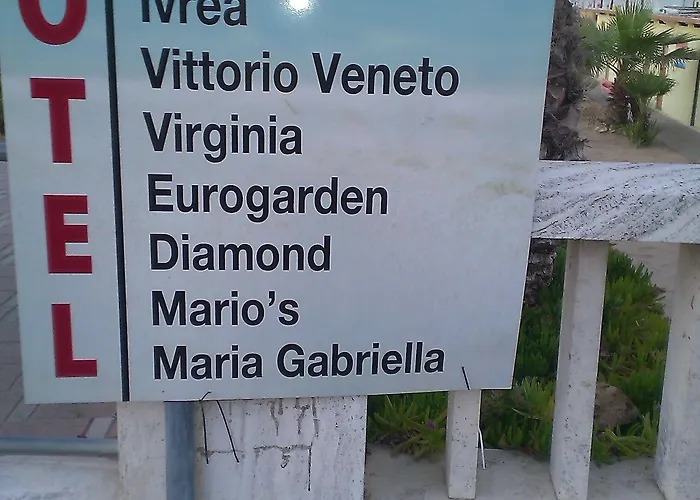 OTEL
Ivrea
Vittorio Veneto
Virginia
Eurogarden
Diamond
Mario's
Maria Gabriella